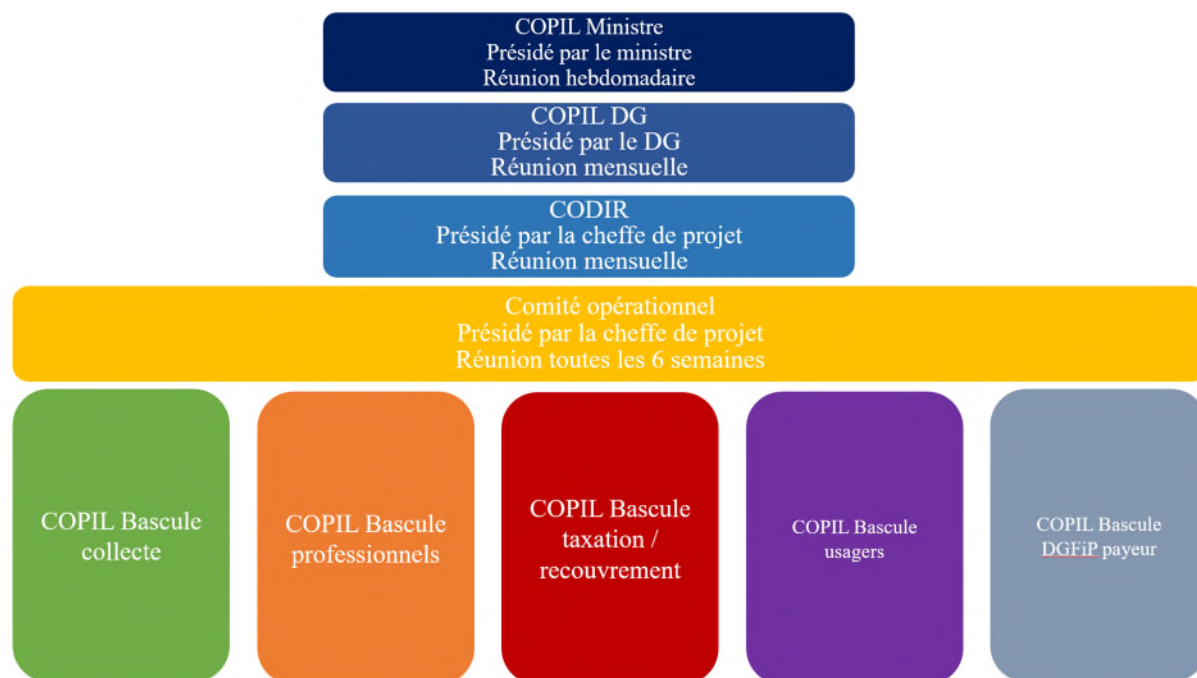 COPIL Ministre
Présidé par le ministre
Réunion hebdomadaire
COPIL DG
Présidé par le DG
Réunion mensuelle
CODIR
Présidé par la cheffe de projet
Réunion mensuelle
Comité opérationnel
Présidé par la cheffe de projet
Réunion toutes les 6 semaines
COPIL Bascule
collecte
COPIL Bascule
professionnels
COPIL Bascule
taxation /
recouvrement
COPIL Bascule
usagers
COPIL Bascule
DGFiP payeur